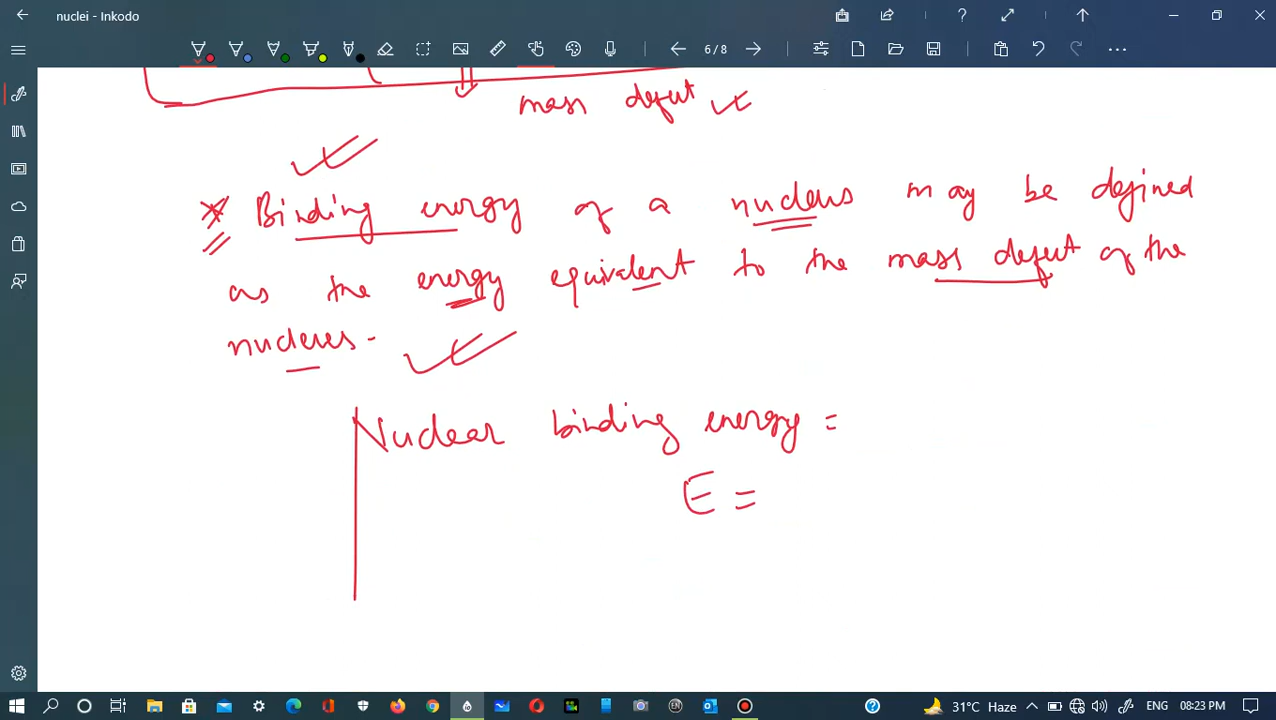 nuclei - Inkodo
6/8
mass defect
* Binding energy of a nucleus may be defined
as the energy equivalent to the mass defect of the
nucleus-
Nuclear binding energy =
E =
31°C Haze
ENG
08:23 PM